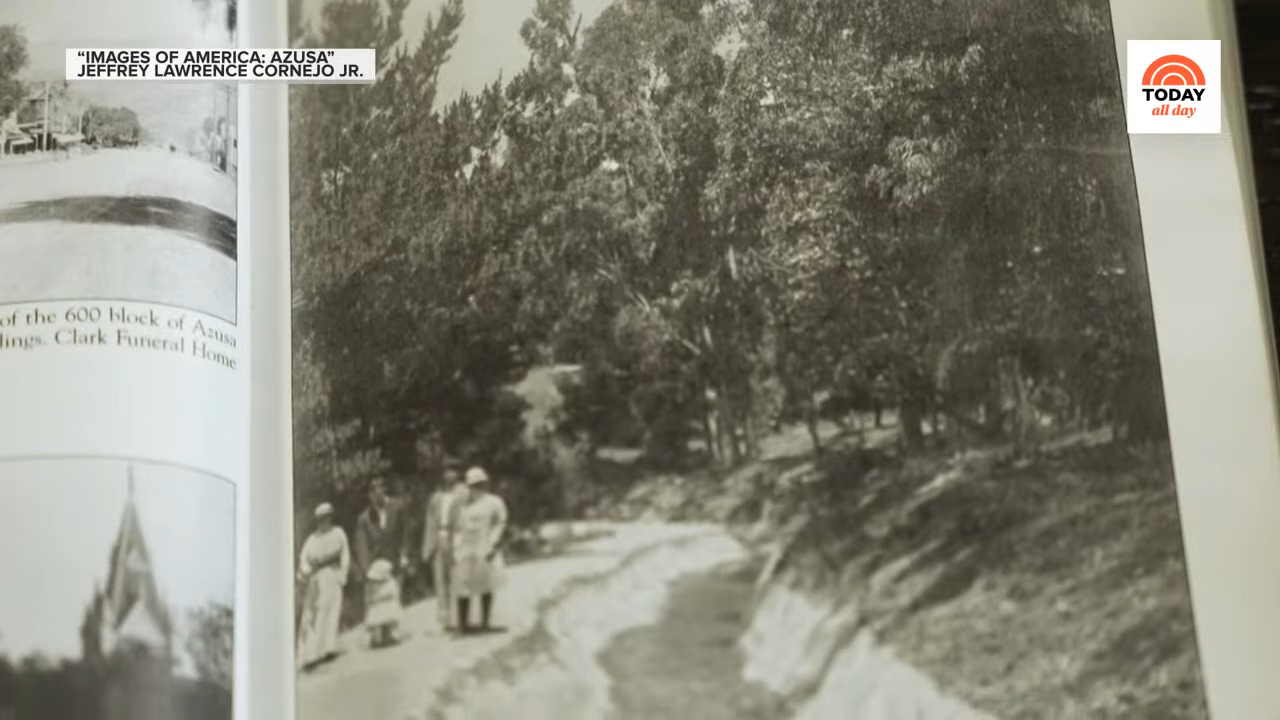 “IMAGES OF AMERICA: AZUSA”
JEFFREY LAWRENCE CORNEJO JR.
TODAY
all day
of the 600 block of Azusa
lings. Clark Funeral Home